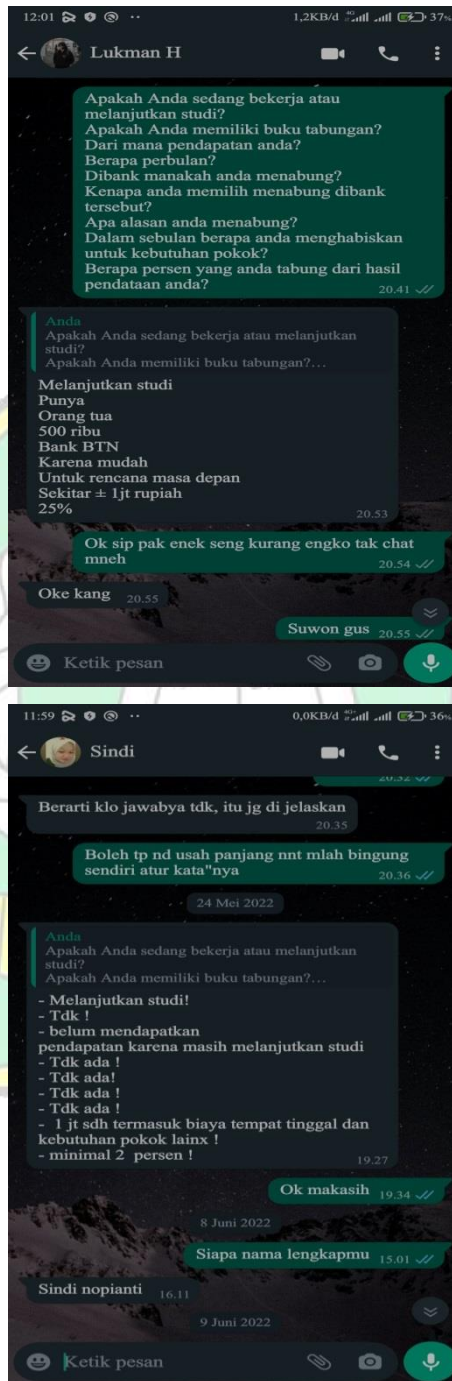 12:01
1,2KB/d 4G+ 37%
Lukman H
Apakah Anda sedang bekerja atau
melanjutkan studi?
Apakah Anda memiliki buku tabungan?
Dari mana pendapatan anda?
Berapa perbulan?
Dibank manakah anda menabung?
Kenapa anda memilih menabung dibank
tersebut?
Apa alasan anda menabung?
Dalam sebulan berapa anda menghabiskan
untuk kebutuhan pokok?
Berapa persen yang anda tabung dari hasil
pendataan anda?
20.41
Anda
Apakah Anda sedang bekerja atau melanjutkan
studi?
Apakah Anda memiliki buku tabungan?...
Melanjutkan studi
Punya
Orang tua
500 ribu
Bank BTN
Karena mudah
Untuk rencana masa depan
Sekitar ± 1jt rupiah
25%
20.53
Ok sip pak enek seng kurang engko tak chat
mneh
20.54
Oke kang 20.55
Suwon gus 20.55
Ketik pesan
11:59
0,0KB/d 4G+ 36%
Sindi
20.32
Berarti klo jawabya tdk, itu jg di jelaskan
20.35
Boleh tp nd usah panjang nnt mlah bingung
sendiri atur kata"nya
20.36
24 Mei 2022
Anda
Apakah Anda sedang bekerja atau melanjutkan
studi?
Apakah Anda memiliki buku tabungan?...
- Melanjutkan studi!
- Tdk !
- belum mendapatkan
pendapatan karena masih melanjutkan studi
- Tdk ada !
- Tdk ada!
- Tdk ada !
- Tdk ada !
- 1 jt sdh termasuk biaya tempat tinggal dan
kebutuhan pokok lainx !
- minimal 2 persen !
19.27
Ok makasih 19.34
8 Juni 2022
Siapa nama lengkapmu 15.01
Sindi nopianti 16.11
9 Juni 2022
Ketik pesan